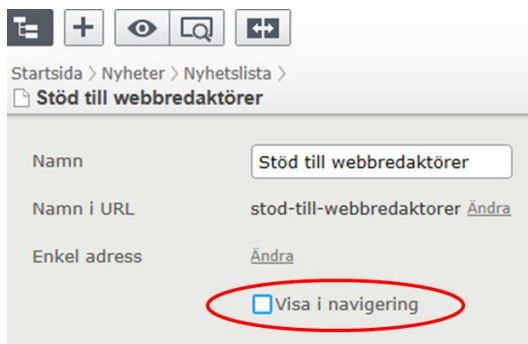 Startsida > Nyheter > Nyhetslista >
Stöd till webbredaktörer
Namn Stöd till webbredaktörer
Namn i URL stod-till-webbredaktorer Ändra
Enkel adress Ändra
Visa i navigering